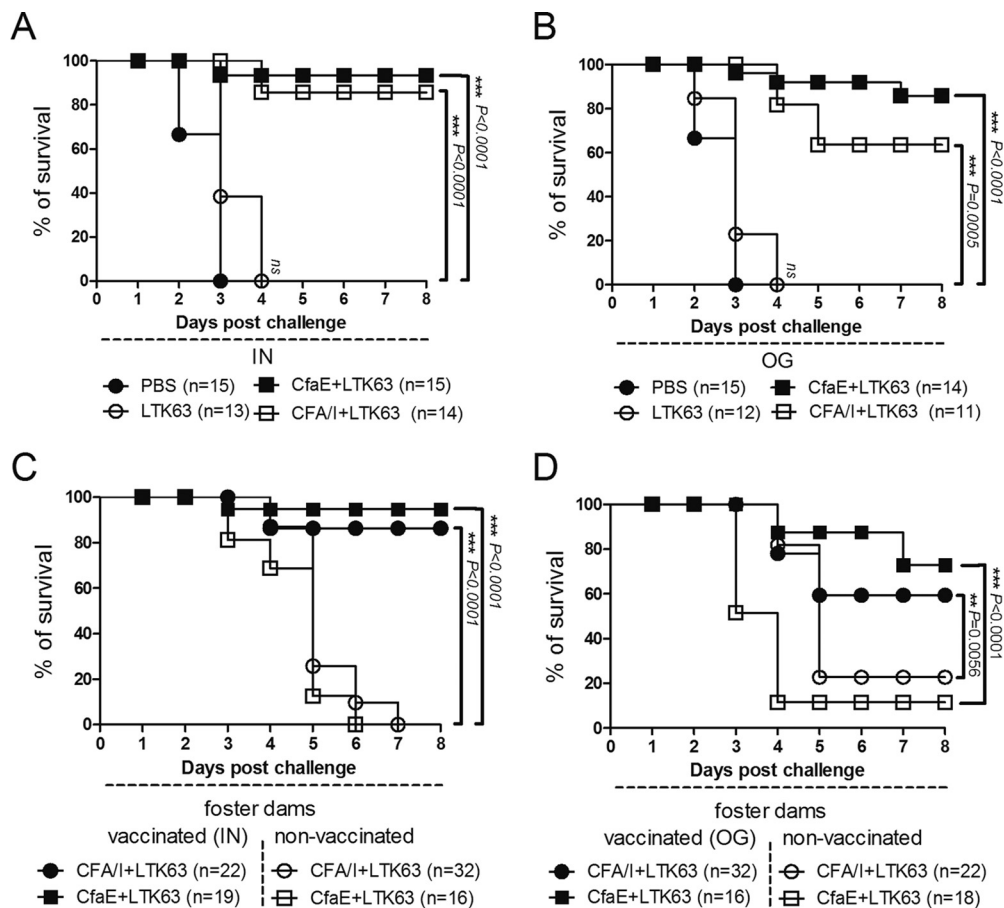 A
% of survival
100
80
60
40
20
0
0 1 2 3 4 5 6 7 8
ns
*** P<0.0001
*** P<0.0001
Days post challenge
IN
PBS (n=15) CfaE+LTK63 (n=15)
LTK63 (n=13) CFA/I+LTK63 (n=14)
B
% of survival
100
80
60
40
20
0
0 1 2 3 4 5 6 7 8
ns
*** P=0.0005
*** P<0.0001
Days post challenge
OG
PBS (n=15) CfaE+LTK63 (n=14)
LTK63 (n=12) CFA/I+LTK63 (n=11)
C
% of survival
100
80
60
40
20
0
0 1 2 3 4 5 6 7 8
*** P<0.0001
*** P<0.0001
Days post challenge
foster dams
vaccinated (IN) non-vaccinated
CFA/I+LTK63 (n=22) CFA/I+LTK63 (n=32)
CfaE+LTK63 (n=19) CfaE+LTK63 (n=16)
D
% of survival
100
80
60
40
20
0
0 1 2 3 4 5 6 7 8
** P=0.0056
*** P<0.0001
Days post challenge
foster dams
vaccinated (OG) non-vaccinated
CFA/I+LTK63 (n=32) CFA/I+LTK63 (n=22)
CfaE+LTK63 (n=16) CfaE+LTK63 (n=18)